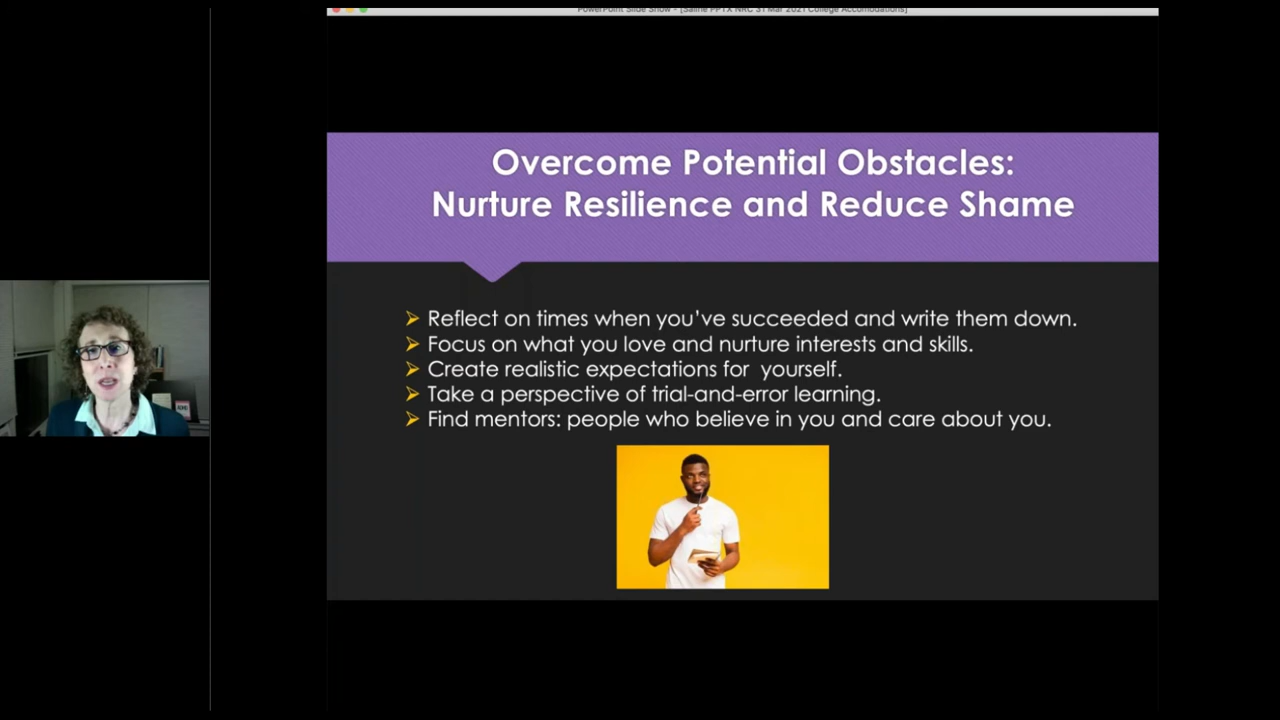 PowerPoint Slide Show - [Saline PPTX NRC 31 Mar 2021 College Accomodations]
Overcome Potential Obstacles:
Nurture Resilience and Reduce Shame
➢ Reflect on times when you've succeeded and write them down.
➢ Focus on what you love and nurture interests and skills.
➢ Create realistic expectations for  yourself.
➢ Take a perspective of trial-and-error learning.
➢ Find mentors: people who believe in you and care about you.